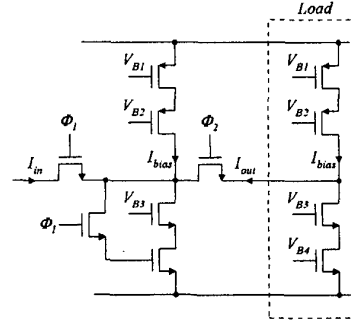 Load
V_B1 V_B1
V_B2 V_B2
Φ_1 Φ_2
I_in I_bias I_out I_bias
Φ_1 V_B3 V_B3
V_B4